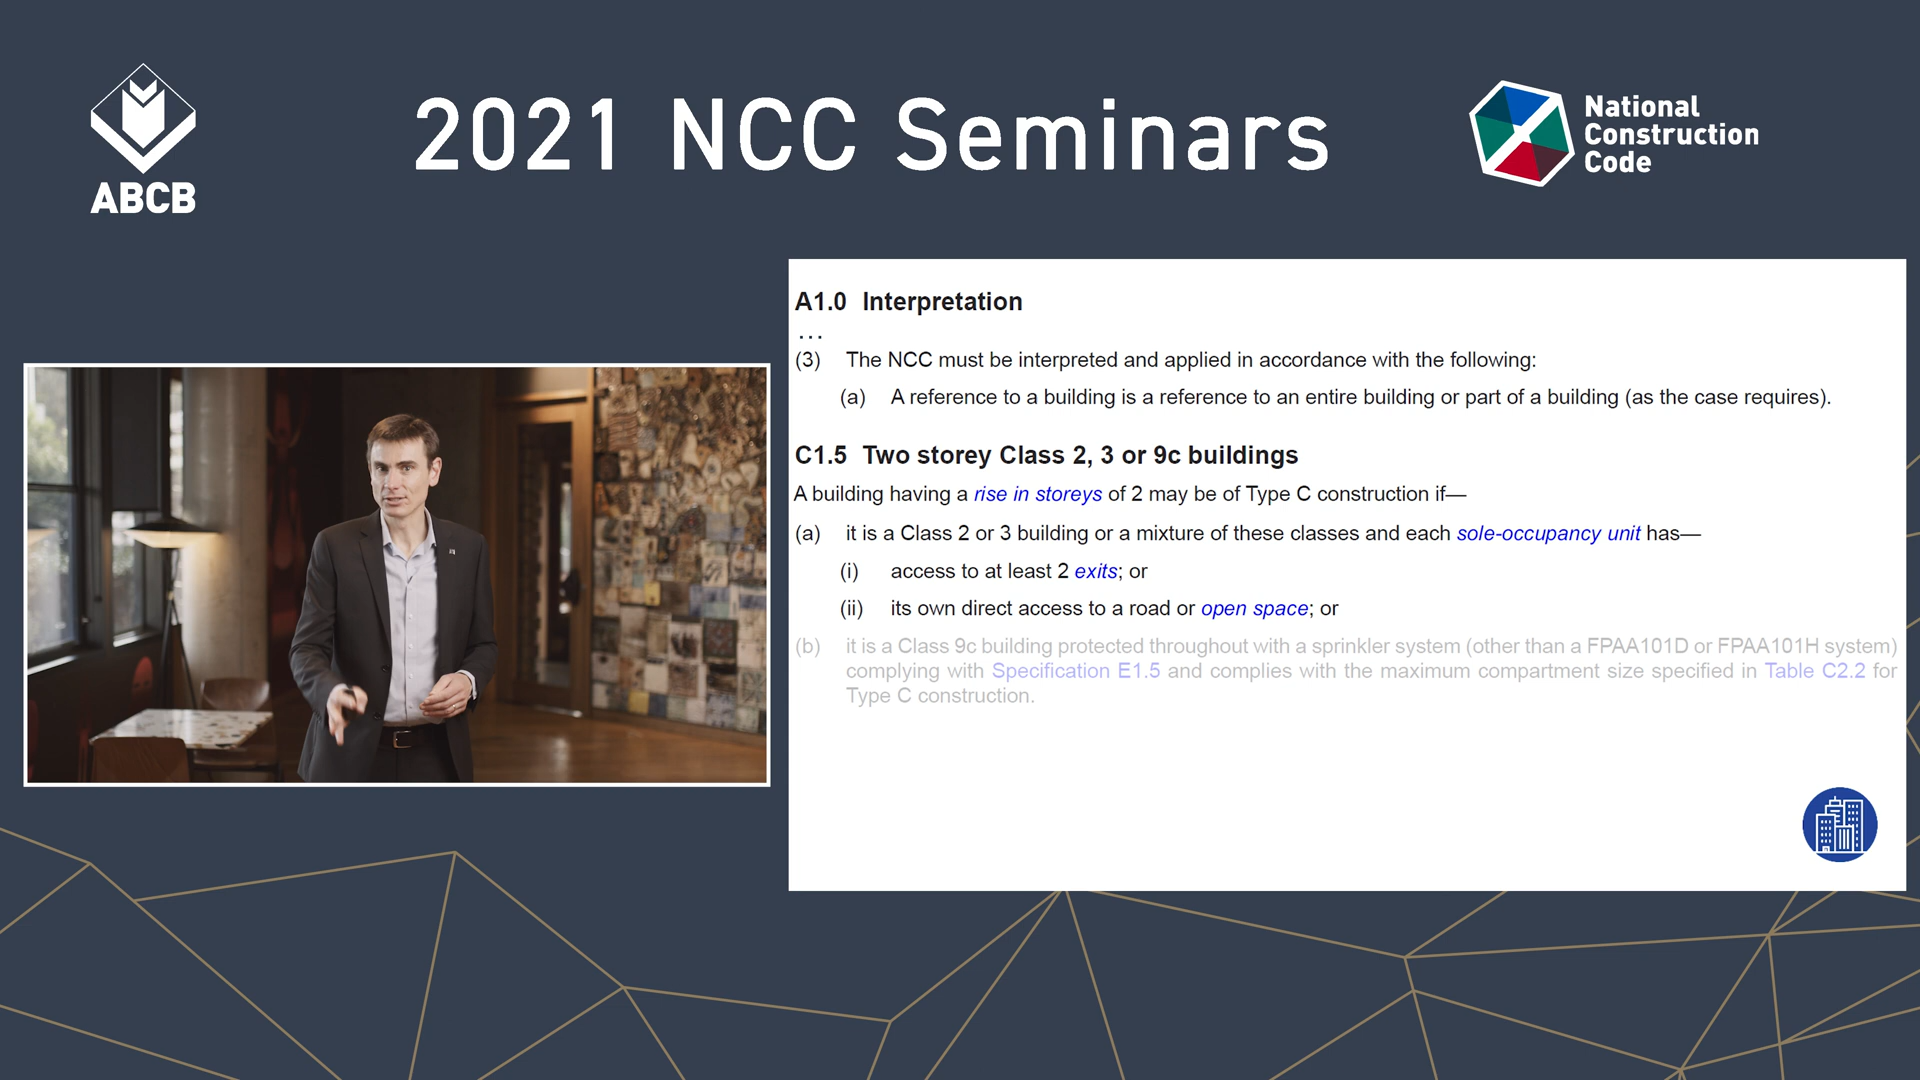 ABCB
2021 NCC Seminars
National
Construction
Code
A1.0 Interpretation
...
(3) The NCC must be interpreted and applied in accordance with the following:
(a) A reference to a building is a reference to an entire building or part of a building (as the case requires).
C1.5 Two storey Class 2, 3 or 9c buildings
A building having a rise in storeys of 2 may be of Type C construction if—
(a) it is a Class 2 or 3 building or a mixture of these classes and each sole-occupancy unit has—
(i) access to at least 2 exits; or
(ii) its own direct access to a road or open space; or
(b) it is a Class 9c building protected throughout with a sprinkler system (other than a FPAA101D or FPAA101H system)
complying with Specification E1.5 and complies with the maximum compartment size specified in Table C2.2 for
Type C construction.